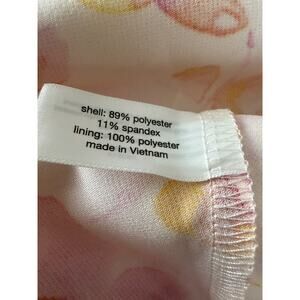 shell: 89% polyester
11% spandex
lining: 100% polyester
made in Vietnam